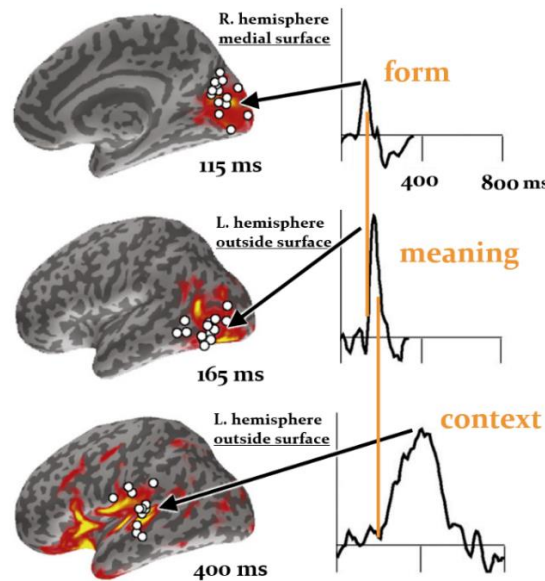 R. hemisphere
medial surface
form
115 ms
400
800 ms
L. hemisphere
outside surface
meaning
165 ms
L. hemisphere
outside surface
context
400 ms